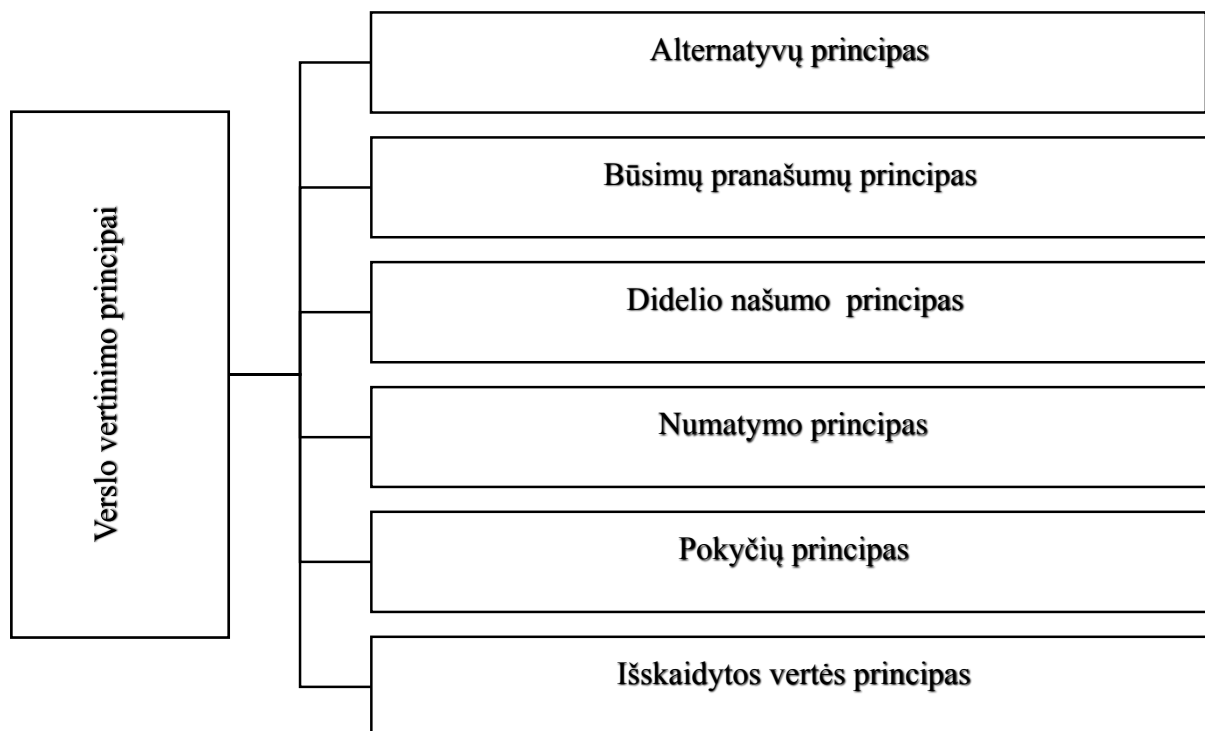 Verslo vertinimo principai
Alternatyvų principas
Būsimų pranašumų principas
Didelio našumo  principas
Numatymo principas
Pokyčių principas
Išskaidytos vertės principas